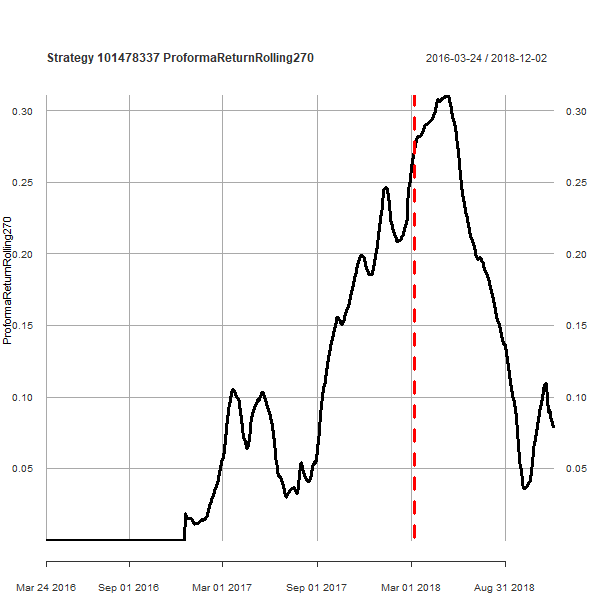 Strategy 101478337 ProformaReturnRolling270
2016-03-24 / 2018-12-02
ProformaReturnRolling270
0.30 0.30
0.25 0.25
0.20 0.20
0.15 0.15
0.10 0.10
0.05 0.05
Mar 24 2016 Sep 01 2016 Mar 01 2017 Sep 01 2017 Mar 01 2018 Aug 31 2018